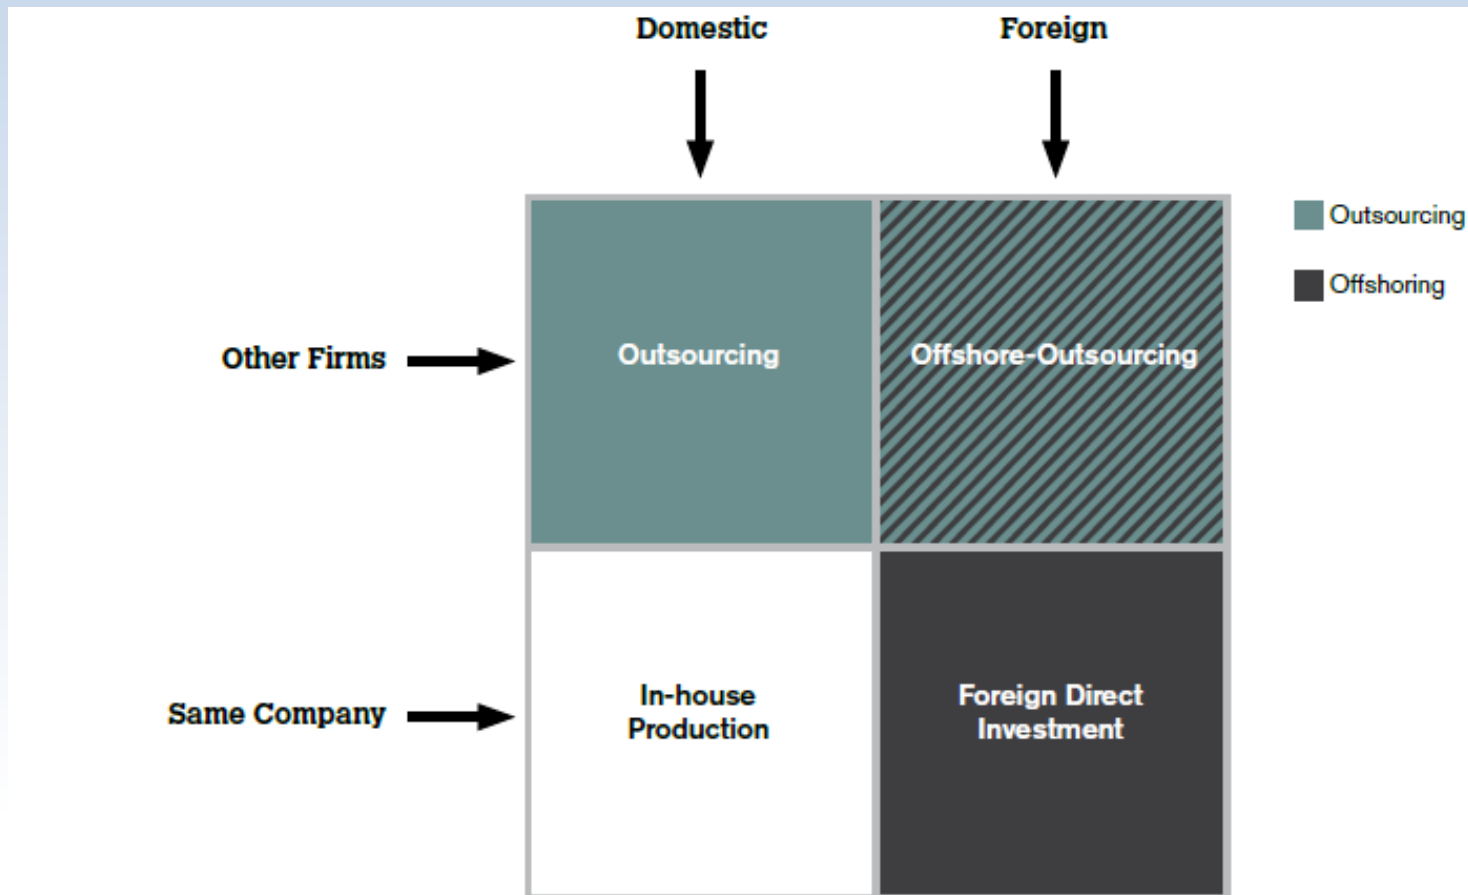 Domestic
Foreign
Outsourcing
Offshoring
Other Firms
Outsourcing
Offshore-Outsourcing
Same Company
In-house
Production
Foreign Direct
Investment